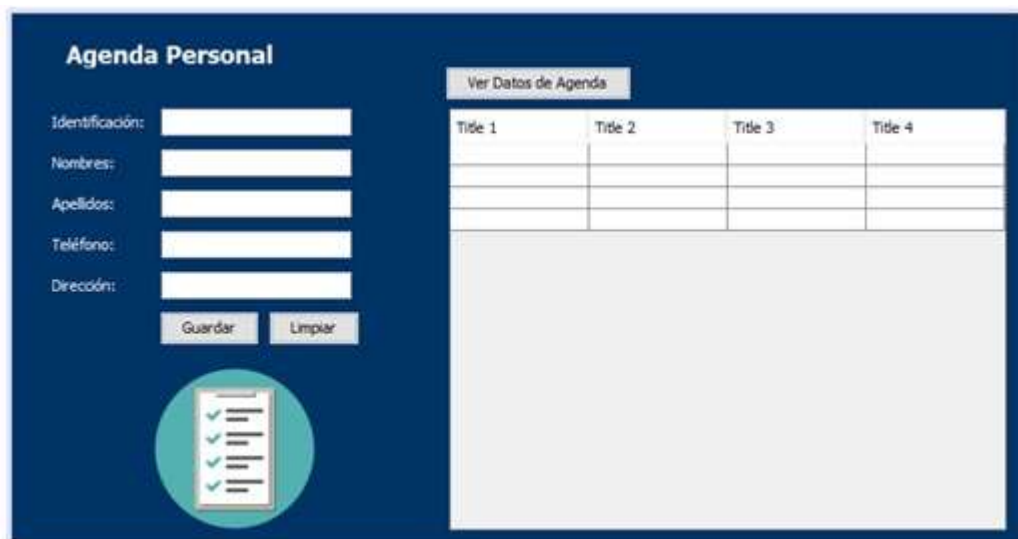 Agenda Personal
Identificación:
Nombres:
Apellidos:
Teléfono:
Dirección:
Guardar Limpiar
Ver Datos de Agenda
Title 1 Title 2 Title 3 Title 4